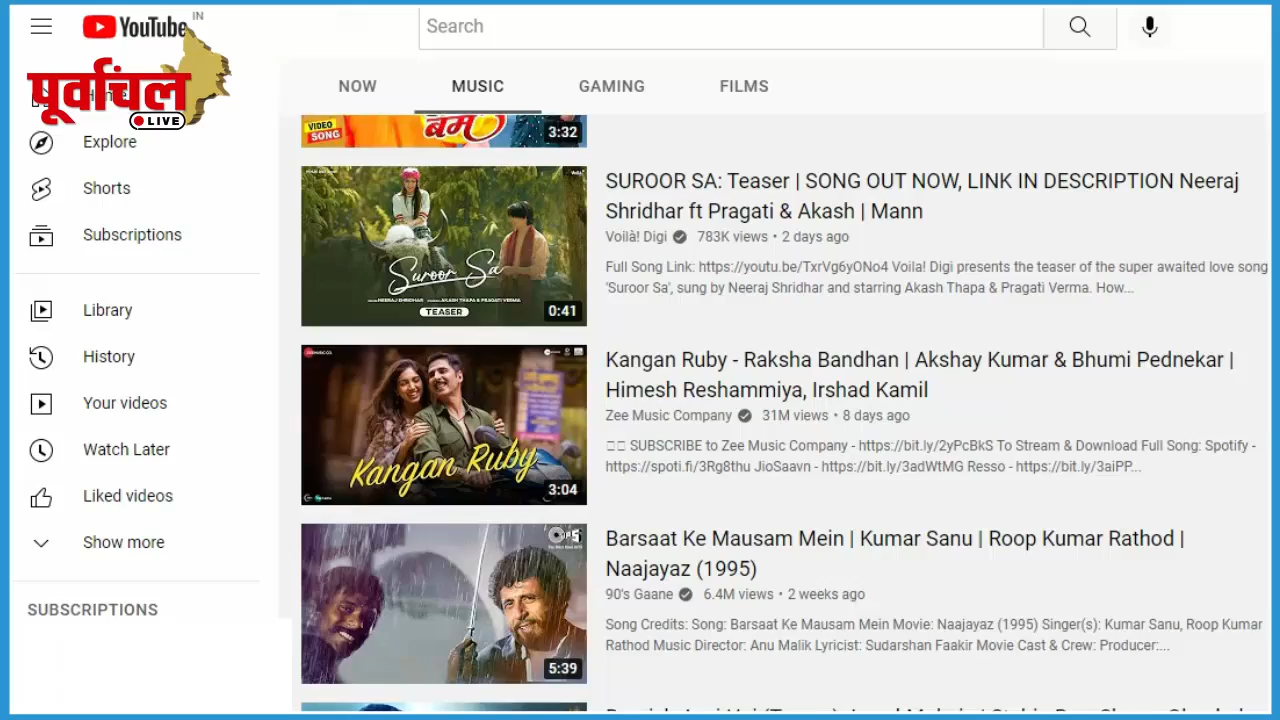 YouTube IN
Search
पूर्वांचल
LIVE
Explore
Shorts
Subscriptions
Library
History
Your videos
Watch Later
Liked videos
Show more
SUBSCRIPTIONS
NOW MUSIC GAMING FILMS
VIDEO
SONG
बम
3:32
Suroor Sa
TEASER
0:41
SUROOR SA: Teaser | SONG OUT NOW, LINK IN DESCRIPTION Neeraj
Shridhar ft Pragati & Akash | Mann
Voilà! Digi 783K views • 2 days ago
Full Song Link: https://youtu.be/TxrVg6yONo4 Voila! Digi presents the teaser of the super awaited love song
'Suroor Sa', sung by Neeraj Shridhar and starring Akash Thapa & Pragati Verma. How...
Kangan Ruby
3:04
Kangan Ruby - Raksha Bandhan | Akshay Kumar & Bhumi Pednekar |
Himesh Reshammiya, Irshad Kamil
Zee Music Company 31M views • 8 days ago
SUBSCRIBE to Zee Music Company - https://bit.ly/2yPcBkS To Stream & Download Full Song: Spotify -
https://spoti.fi/3Rg8thu JioSaavn - https://bit.ly/3adWtMG Resso - https://bit.ly/3aiPP...
5:39
Barsaat Ke Mausam Mein | Kumar Sanu | Roop Kumar Rathod |
Naajayaz (1995)
90's Gaane 6.4M views • 2 weeks ago
Song Credits: Song: Barsaat Ke Mausam Mein Movie: Naajayaz (1995) Singer(s): Kumar Sanu, Roop Kumar
Rathod Music Director: Anu Malik Lyricist: Sudarshan Faakir Movie Cast & Crew: Producer:...